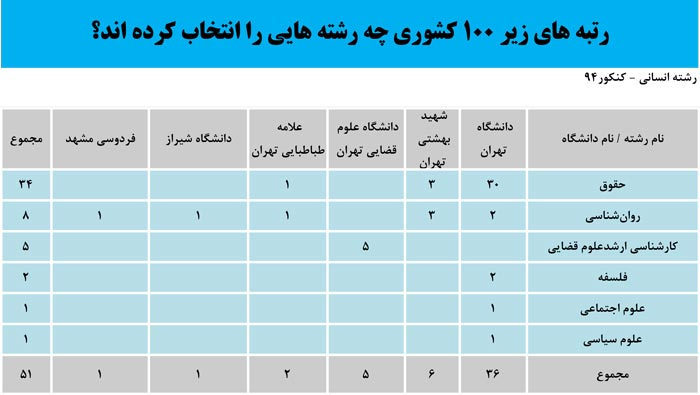 رتبه های زیر ۱۰۰ کشوری چه رشته هایی را انتخاب کرده اند؟
رشته انسانی - کنکور۹۴
نام رشته / نام دانشگاه دانشگاه تهران شهید بهشتی تهران دانشگاه علوم قضایی تهران علامه طباطبایی تهران دانشگاه شیراز فردوسی مشهد مجموع
حقوق ۳۰ ۳ ۱ ۳۴
روان‌شناسی ۲ ۳ ۱ ۱ ۱ ۸
کارشناسی ارشدعلوم قضایی ۵ ۵
فلسفه ۲ ۲
علوم اجتماعی ۱ ۱
علوم سیاسی ۱ ۱
مجموع ۳۶ ۶ ۵ ۲ ۱ ۱ ۵۱